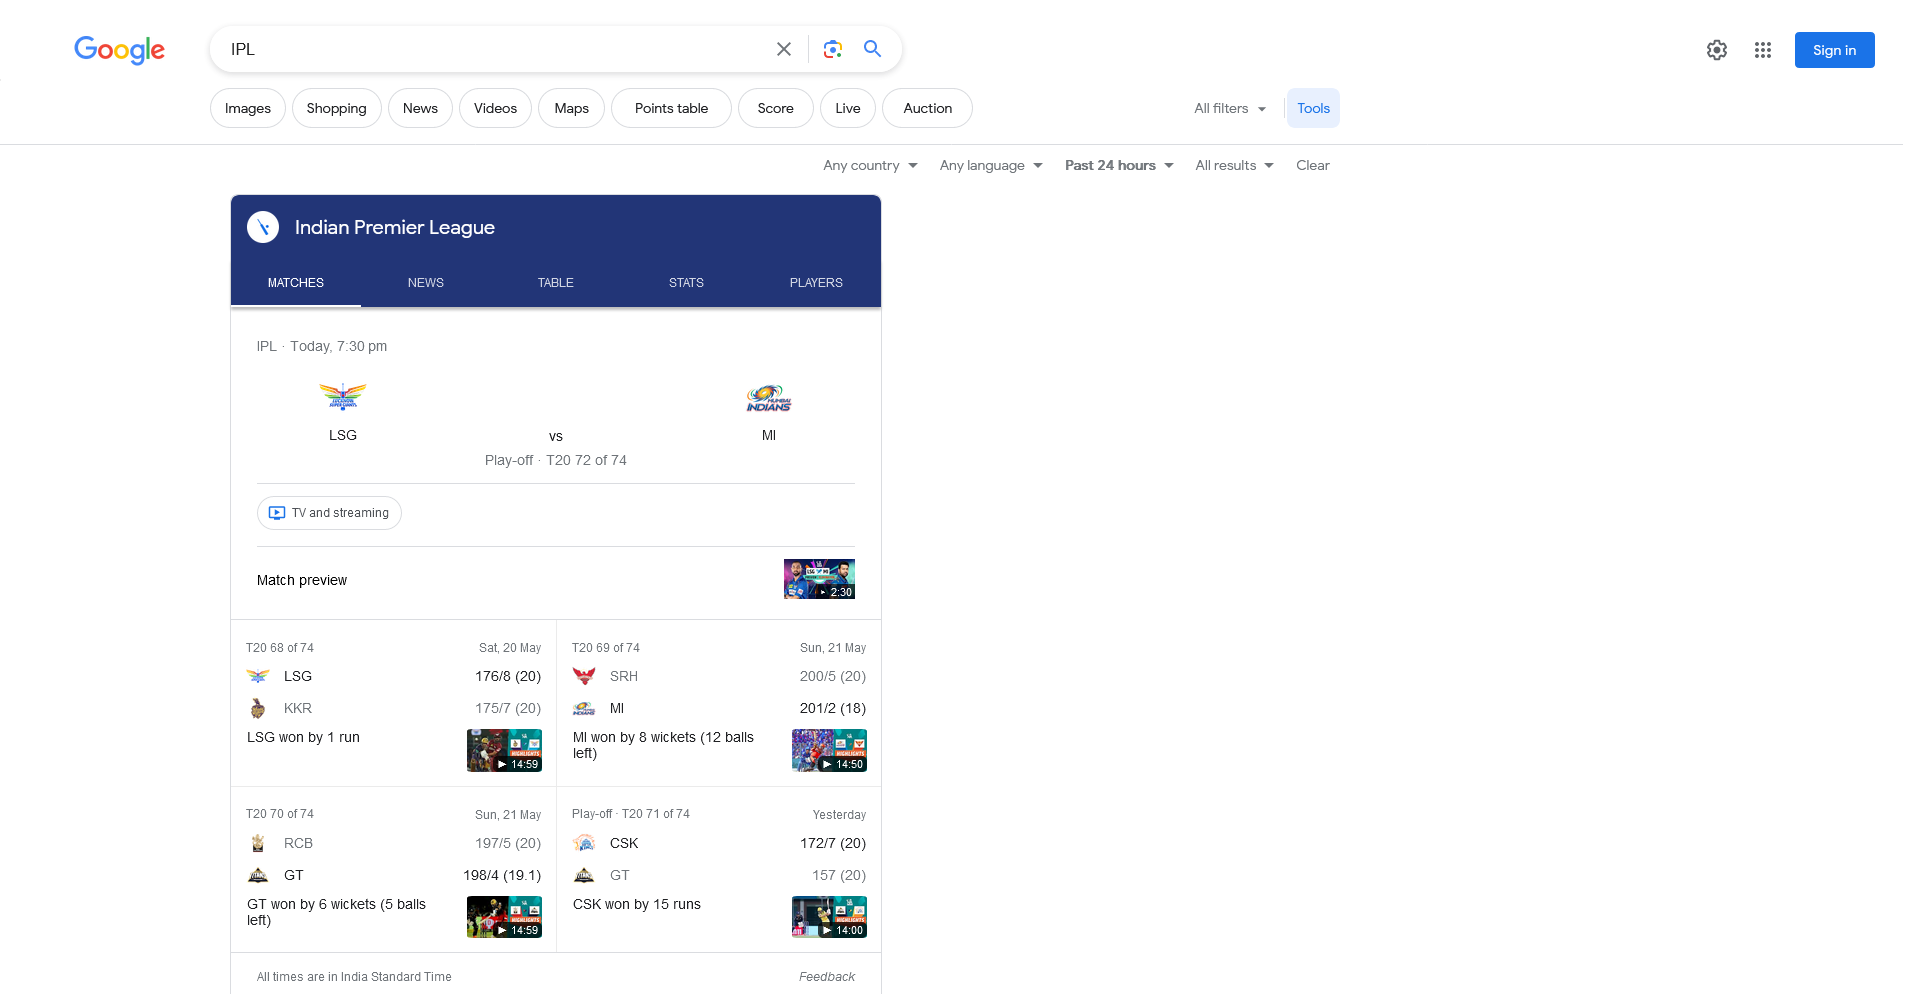 Google
IPL
Sign in
Images
Shopping
News
Videos
Maps
Points table
Score
Live
Auction
All filters
Tools
Any country
Any language
Past 24 hours
All results
Clear
Indian Premier League
MATCHES
NEWS
TABLE
STATS
PLAYERS
IPL · Today, 7:30 pm
LSG
vs
MI
Play-off · T20 72 of 74
TV and streaming
Match preview
2:30
T20 68 of 74
Sat, 20 May
LSG
176/8 (20)
KKR
175/7 (20)
LSG won by 1 run
HIGHLIGHTS
14:59
T20 69 of 74
Sun, 21 May
SRH
200/5 (20)
MI
201/2 (18)
MI won by 8 wickets (12 balls
left)
HIGHLIGHTS
14:50
T20 70 of 74
Sun, 21 May
RCB
197/5 (20)
GT
198/4 (19.1)
GT won by 6 wickets (5 balls
left)
HIGHLIGHTS
14:59
Play-off · T20 71 of 74
Yesterday
CSK
172/7 (20)
GT
157 (20)
CSK won by 15 runs
HIGHLIGHTS
14:00
All times are in India Standard Time
Feedback